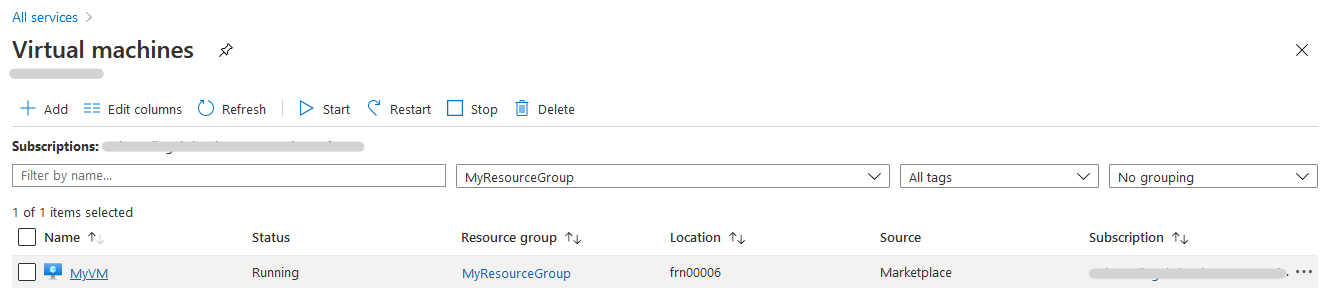 All services
Virtual machines
Add Edit columns Refresh Start Restart Stop Delete
Subscriptions:
Filter by name... MyResourceGroup All tags No grouping
1 of 1 items selected
Name Status Resource group Location Source Subscription
MyVM Running MyResourceGroup frn00006 Marketplace